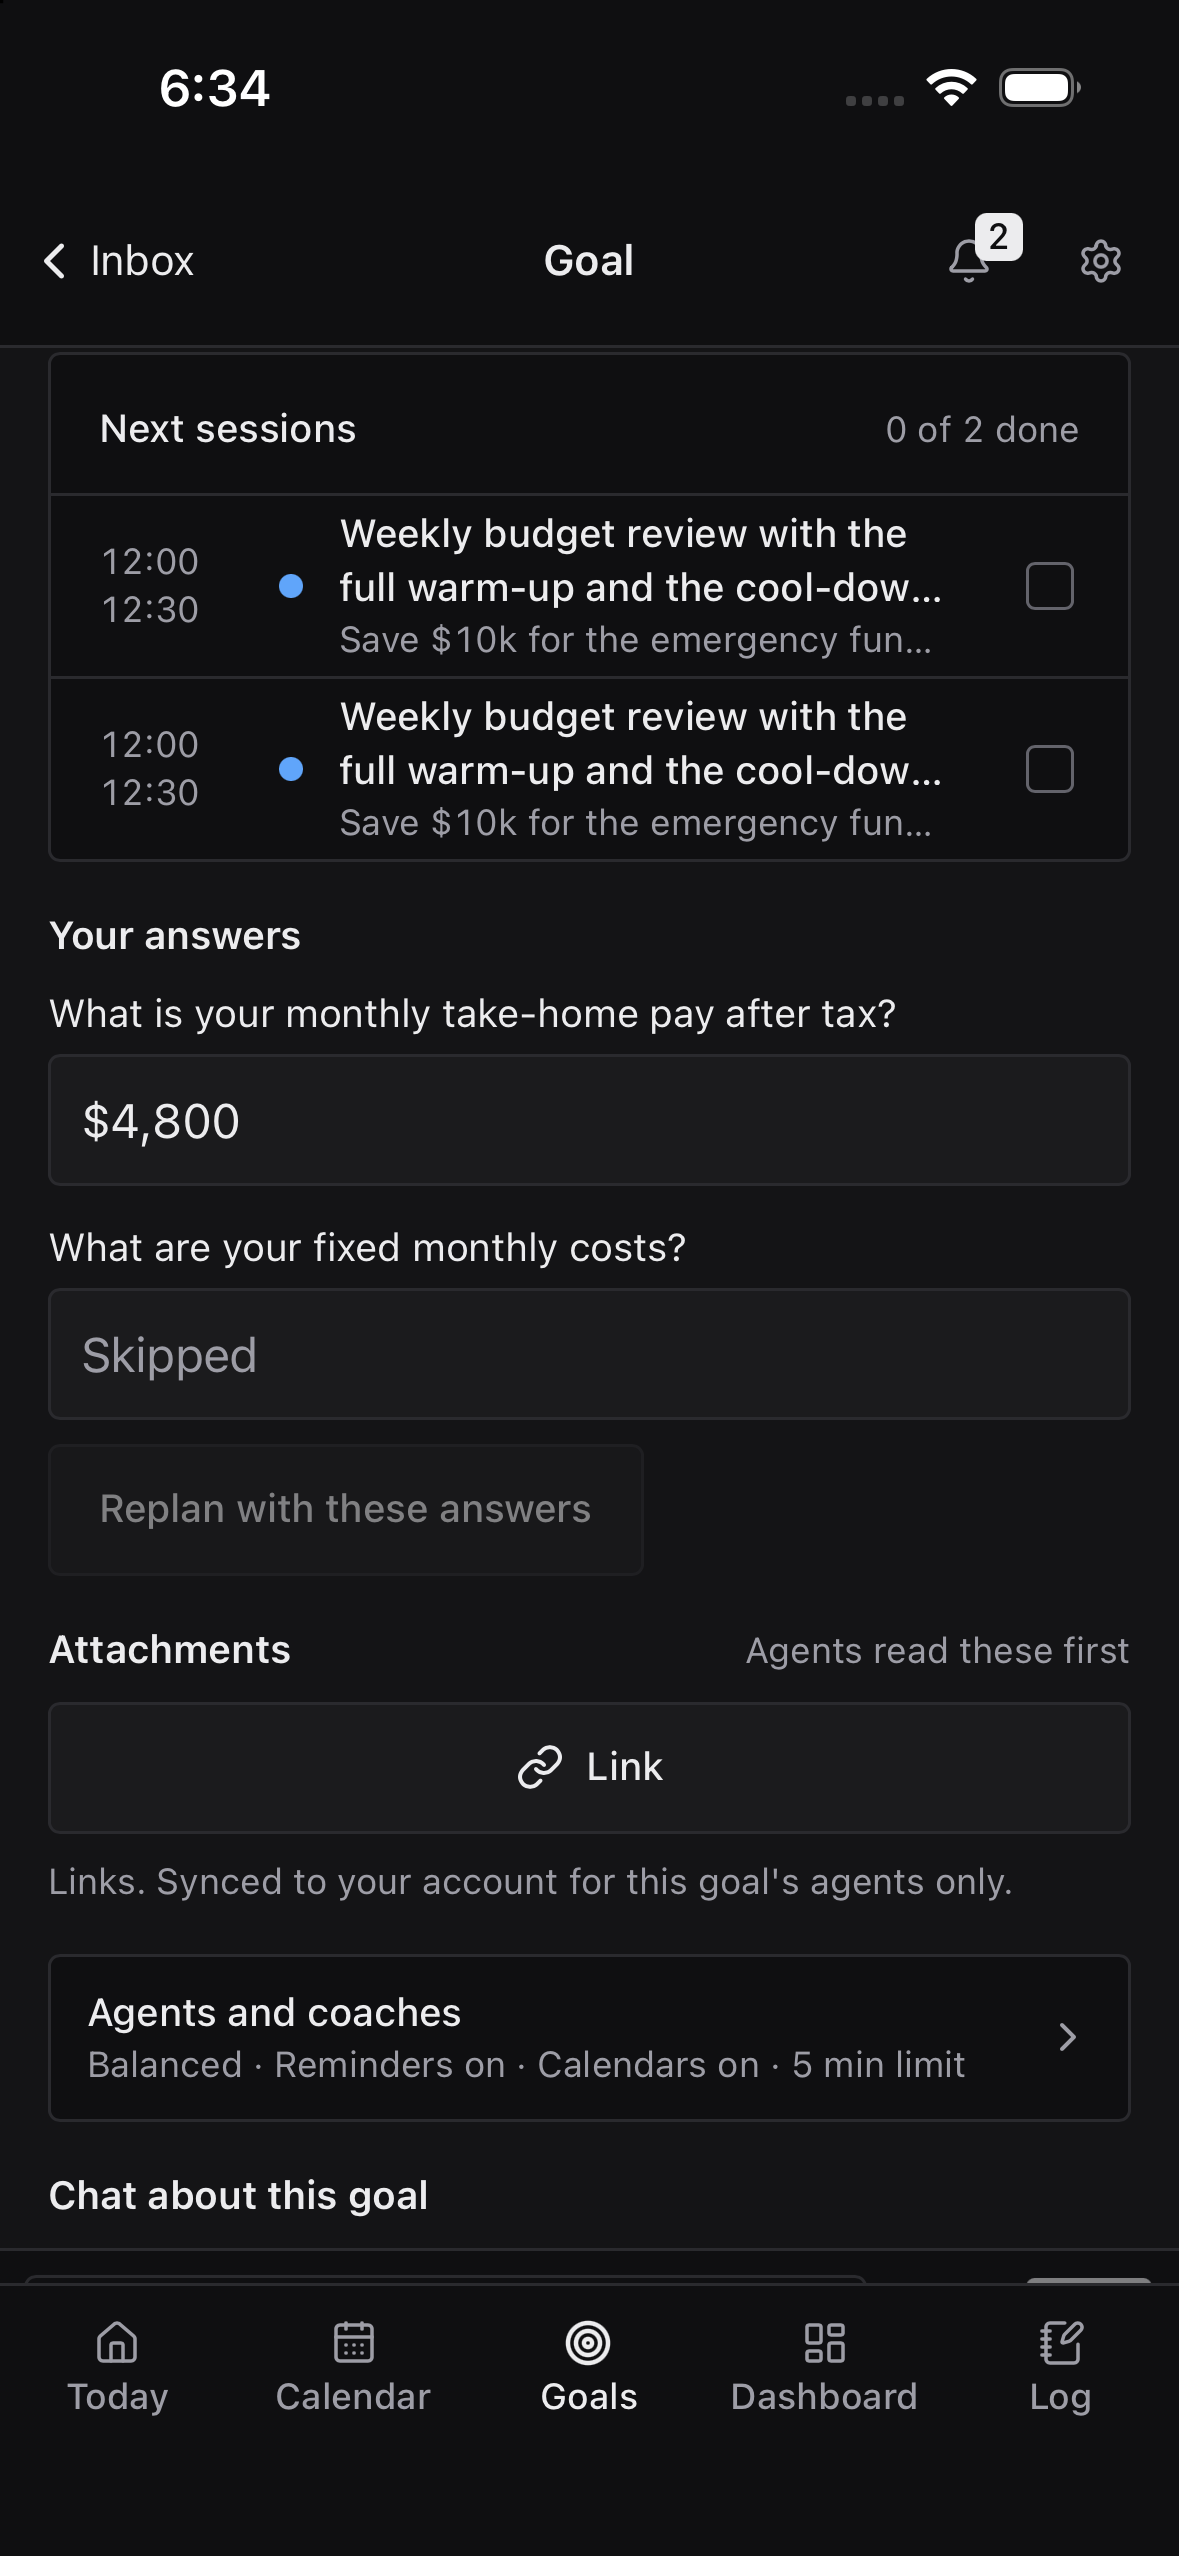 6:34
Inbox
Goal
2
Next sessions
0 of 2 done
12:00
12:30
Weekly budget review with the
full warm-up and the cool-dow...
Save $10k for the emergency fun...
12:00
12:30
Weekly budget review with the
full warm-up and the cool-dow...
Save $10k for the emergency fun...
Your answers
What is your monthly take-home pay after tax?
$4,800
What are your fixed monthly costs?
Skipped
Replan with these answers
Attachments
Agents read these first
Link
Links. Synced to your account for this goal's agents only.
Agents and coaches
Balanced · Reminders on · Calendars on · 5 min limit
Chat about this goal
Today
Calendar
Goals
Dashboard
Log